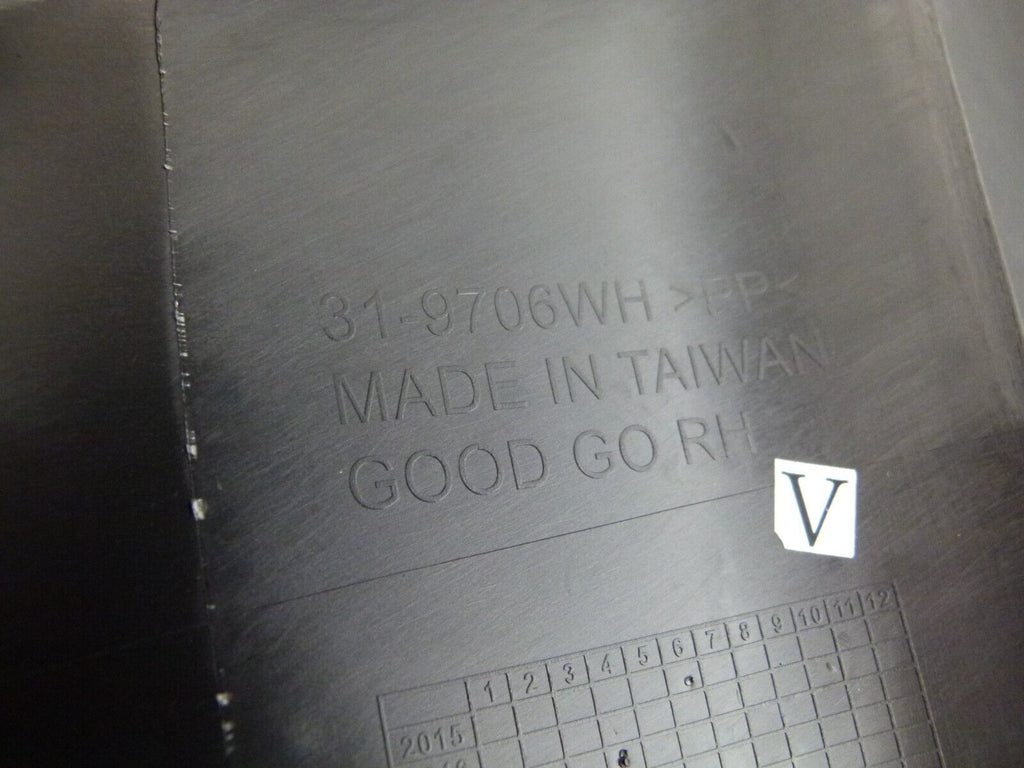 31-9706WH >PP<
MADE IN TAIWAN
GOOD GO RH
V
1 2 3 4 5 6 7 8 9 10 11 12
2015